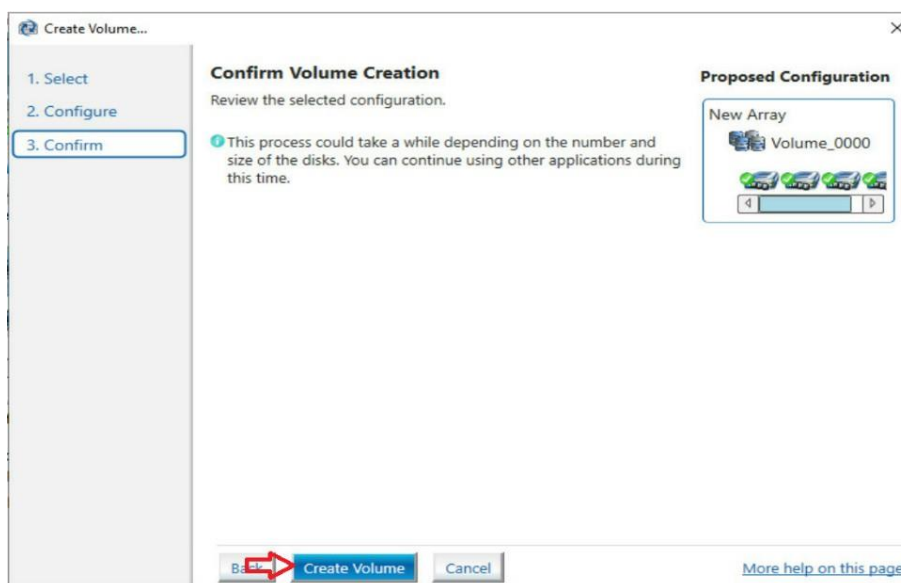 Create Volume...
1. Select
2. Configure
3. Confirm
Confirm Volume Creation
Review the selected configuration.
This process could take a while depending on the number and
size of the disks. You can continue using other applications during
this time.
Proposed Configuration
New Array
Volume_0000
Back
Create Volume
Cancel
More help on this page